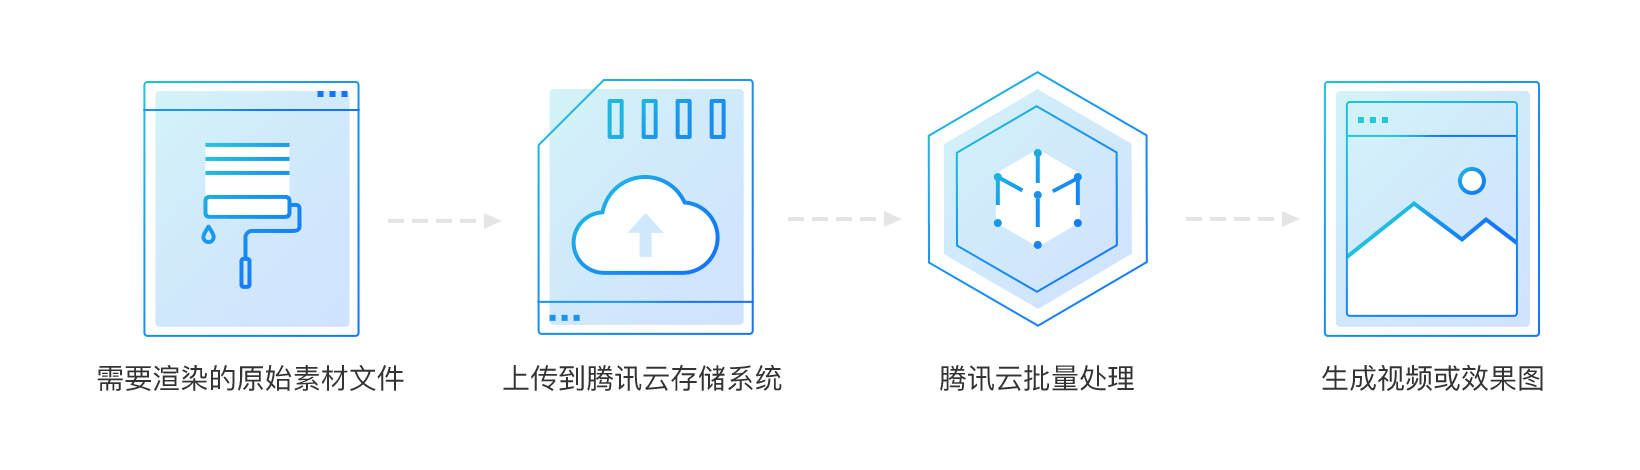 需要渲染的原始素材文件
上传到腾讯云存储系统
腾讯云批量处理
生成视频或效果图